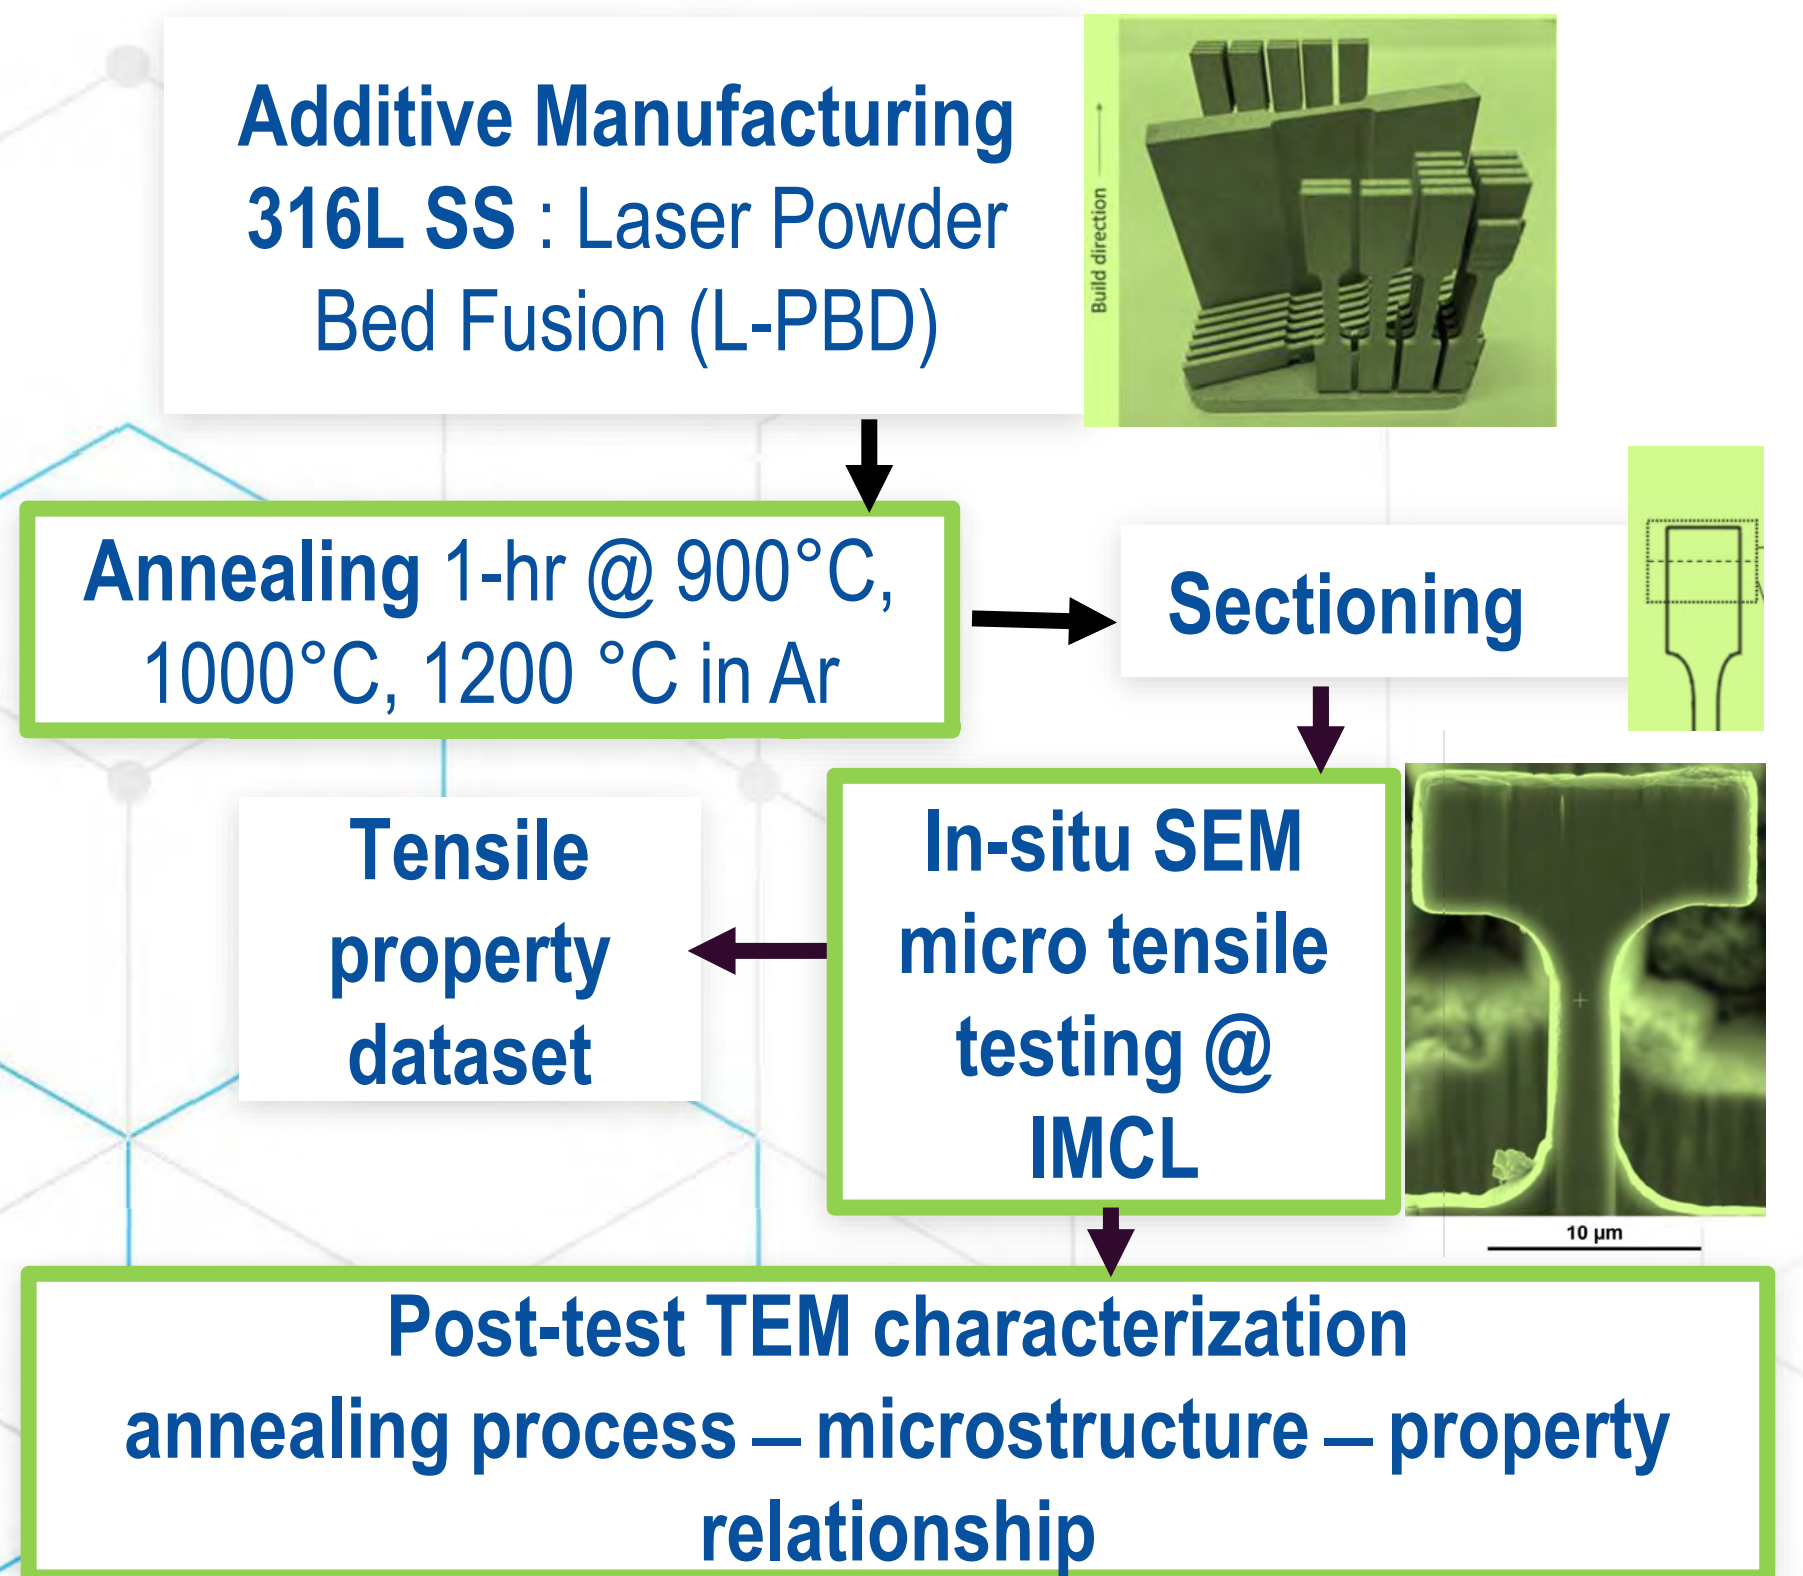 Additive Manufacturing
316L SS : Laser Powder
Bed Fusion (L-PBD)
Build direction
Annealing 1-hr @ 900°C,
1000°C, 1200 °C in Ar
Sectioning
Tensile
property
dataset
In-situ SEM
micro tensile
testing @
IMCL
10 µm
Post-test TEM characterization
annealing process – microstructure – property
relationship